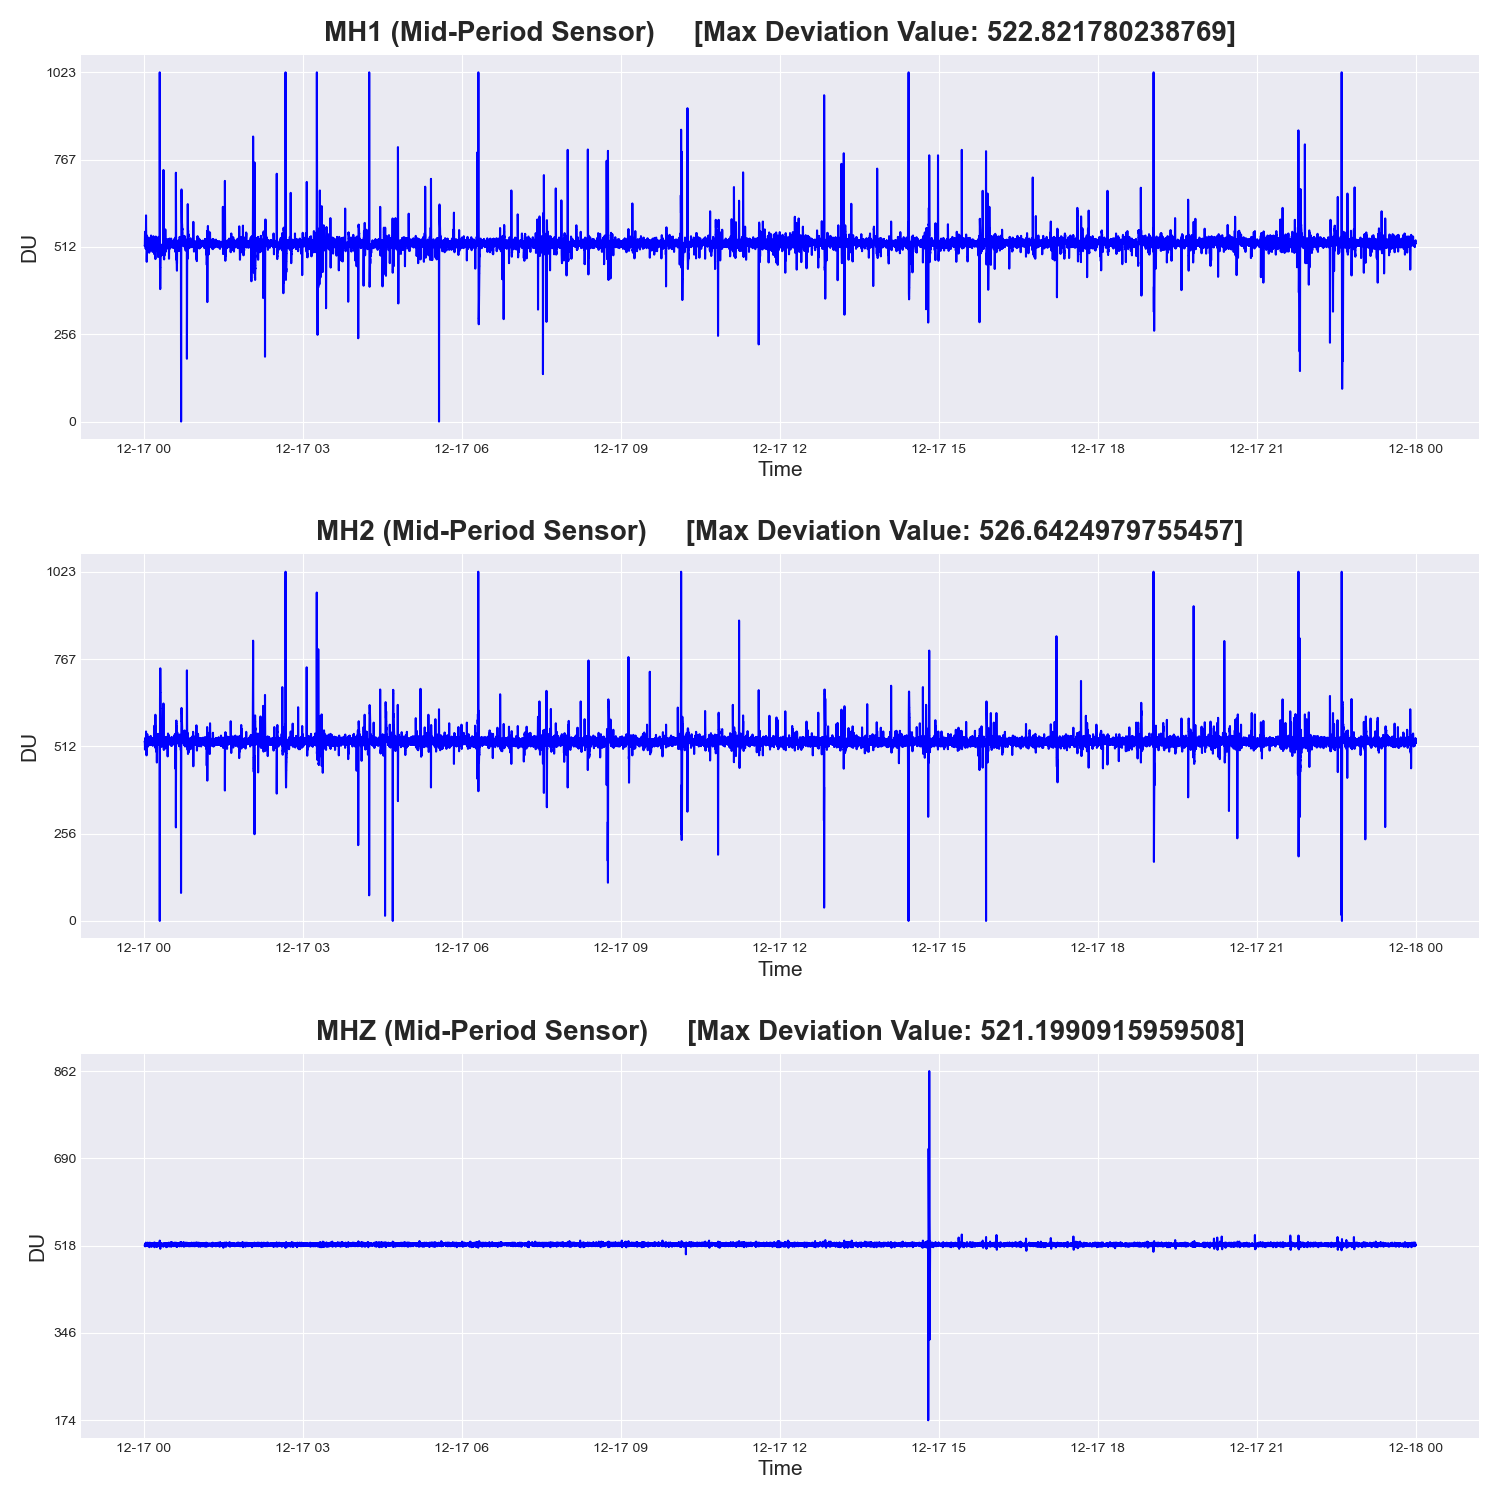 MH1 (Mid-Period Sensor)     [Max Deviation Value: 522.821780238769]
1023
767
512
256
0
DU
12-17 00 12-17 03 12-17 06 12-17 09 12-17 12 12-17 15 12-17 18 12-17 21 12-18 00
Time
MH2 (Mid-Period Sensor)     [Max Deviation Value: 526.6424979755457]
1023
767
512
256
0
DU
12-17 00 12-17 03 12-17 06 12-17 09 12-17 12 12-17 15 12-17 18 12-17 21 12-18 00
Time
MHZ (Mid-Period Sensor)     [Max Deviation Value: 521.1990915959508]
862
690
518
346
174
DU
12-17 00 12-17 03 12-17 06 12-17 09 12-17 12 12-17 15 12-17 18 12-17 21 12-18 00
Time